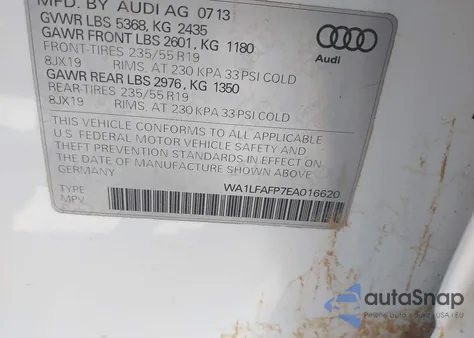 MFD. BY AUDI AG 07 13
GVWR LBS 5368, KG 2435
GAWR FRONT LBS 2601, KG 1180
FRONT-TIRES 235/55 R19
8JX19 RIMS, AT 230 KPA 33 PSI COLD
GAWR REAR LBS 2976, KG 1350
REAR-TIRES 235/55 R19
8JX19 RIMS, AT 230 KPA 33 PSI COLD
THIS VEHICLE CONFORMS TO ALL APPLICABLE
U.S. FEDERAL MOTOR VEHICLE SAFETY AND
THEFT PREVENTION STANDARDS IN EFFECT ON
THE DATE OF MANUFACTURE SHOWN ABOVE
GERMANY
TYPE
MPV
WA1LFAFP7EA016620
Audi
autaSnap